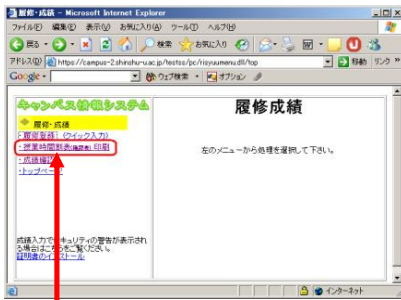 履修・成績 - Microsoft Internet Explorer
ファイル(F) 編集(E) 表示(V) お気に入り(A) ツール(T) ヘルプ(H)
戻る 検索 お気に入り
アドレス(D) https://campus-2.shinshu-u.ac.jp/testos/pc/risyuumenu.dll/top 移動 リンク »
Google ウェブ検索 オプション
キャンパス情報システム
履修・成績
・履修登録 (クイック入力)
・授業時間割表(確認表) 印刷
・成績確認
・トップページ
成績入力でセキュリティの警告が表示され
る場合はこちらをご覧ください。
証明書のインストール
履修成績
左のメニューから処理を選択して下さい。
インターネット